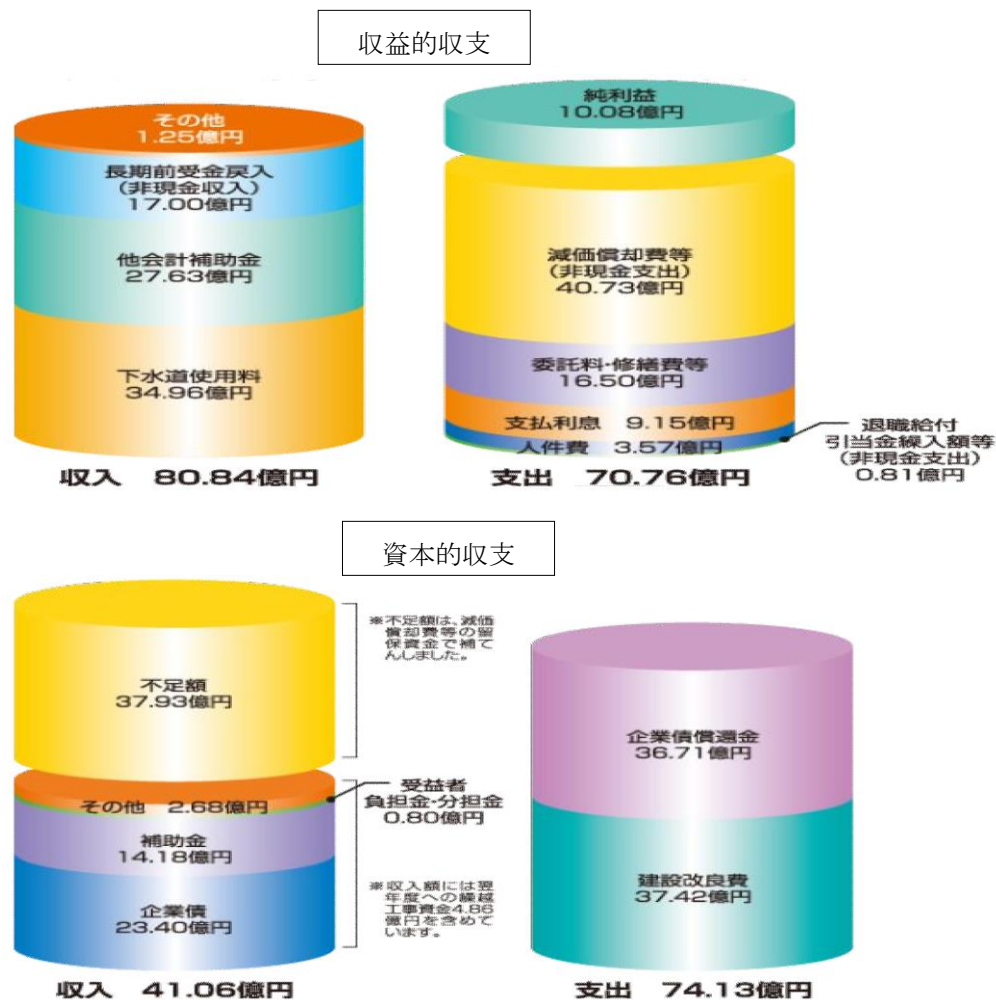 収益的収支
その他
1.25億円
長期前受金戻入
(非現金収入)
17.00億円
他会計補助金
27.63億円
下水道使用料
34.96億円
収入 80.84億円
純利益
10.08億円
減価償却費等
(非現金支出)
40.73億円
委託料・修繕費等
16.50億円
支払利息 9.15億円
人件費 3.57億円
退職給付
引当金繰入額等
(非現金支出)
0.81億円
支出 70.76億円
資本的収支
不足額
37.93億円
※不足額は、減価
償却費等の留
保資金で補て
んしました。
その他 2.68億円
受益者
負担金・分担金
0.80億円
補助金
14.18億円
企業債
23.40億円
※収入額には翌
年度への繰越
工事資金4.86
億円を含めて
います。
収入 41.06億円
企業債償還金
36.71億円
建設改良費
37.42億円
支出 74.13億円